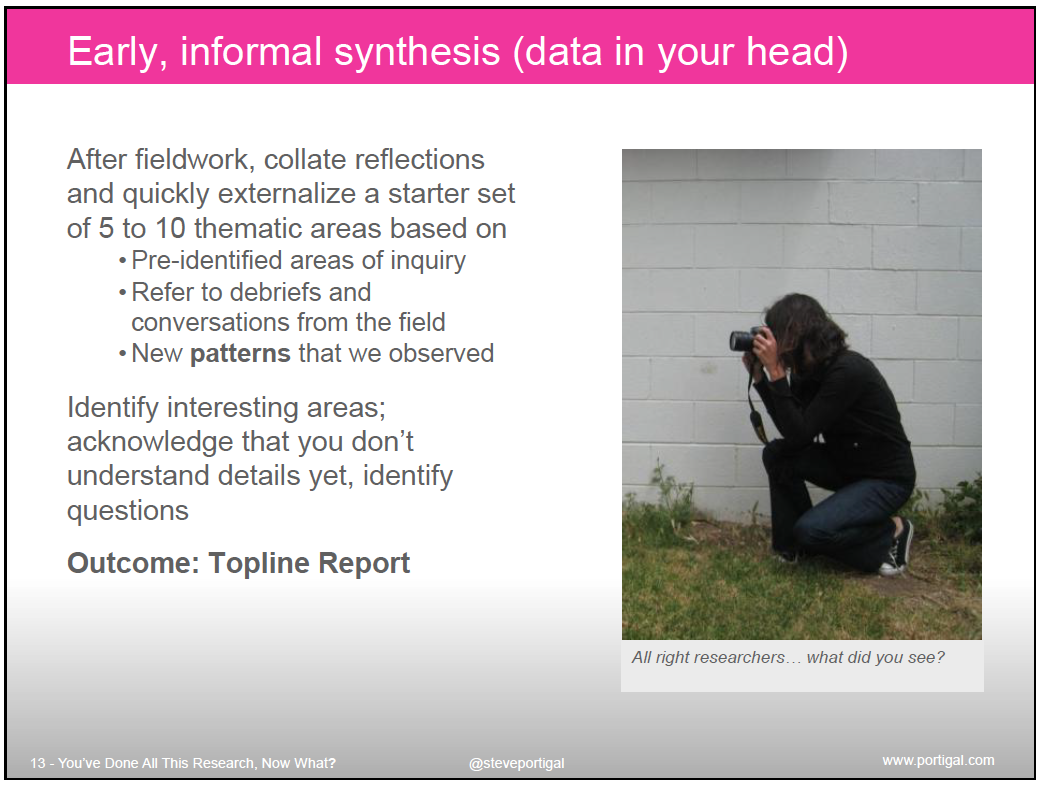 Early, informal synthesis (data in your head)
After fieldwork, collate reflections
and quickly externalize a starter set
of 5 to 10 thematic areas based on
• Pre-identified areas of inquiry
• Refer to debriefs and
conversations from the field
• New patterns that we observed
Identify interesting areas;
acknowledge that you don’t
understand details yet, identify
questions
Outcome: Topline Report
All right researchers… what did you see?
13 - You’ve Done All This Research, Now What?
@steveportigal
www.portigal.com